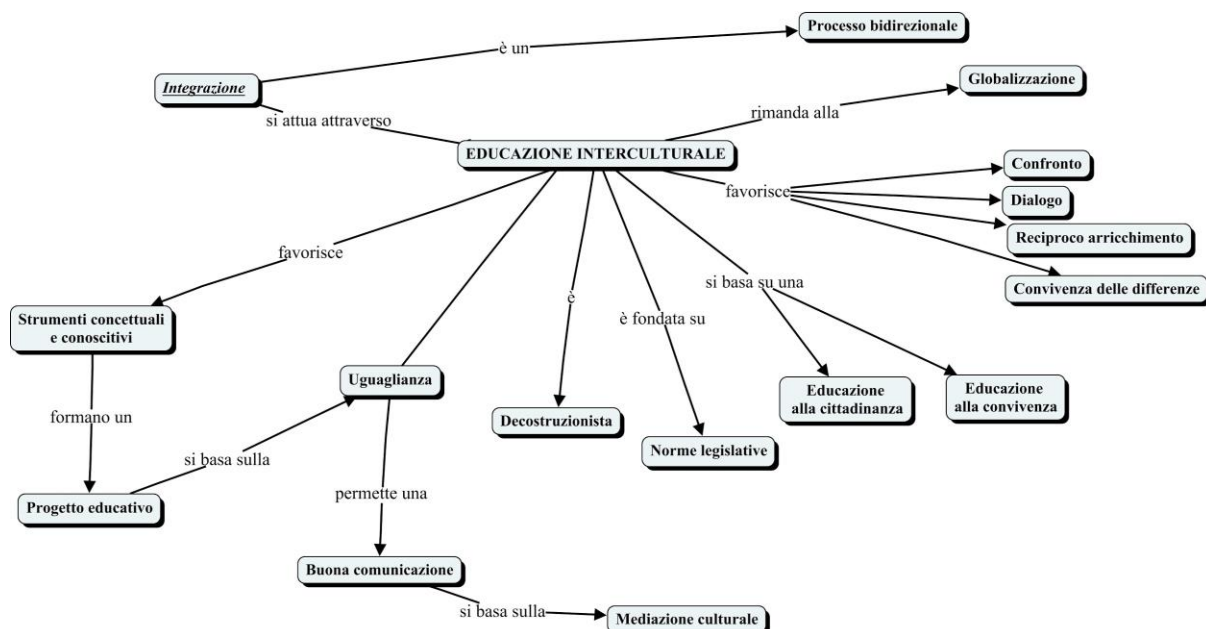 Processo bidirezionale
è un
Integrazione
Globalizzazione
si attua attraverso
rimanda alla
EDUCAZIONE INTERCULTURALE
Confronto
favorisce
Dialogo
Reciproco arricchimento
favorisce
si basa su una
Convivenza delle differenze
è
Strumenti concettuali
e conoscitivi
è fondata su
Uguaglianza
Educazione
alla cittadinanza
Educazione
alla convivenza
formano un
Decostruzionista
Norme legislative
si basa sulla
permette una
Progetto educativo
Buona comunicazione
si basa sulla
Mediazione culturale